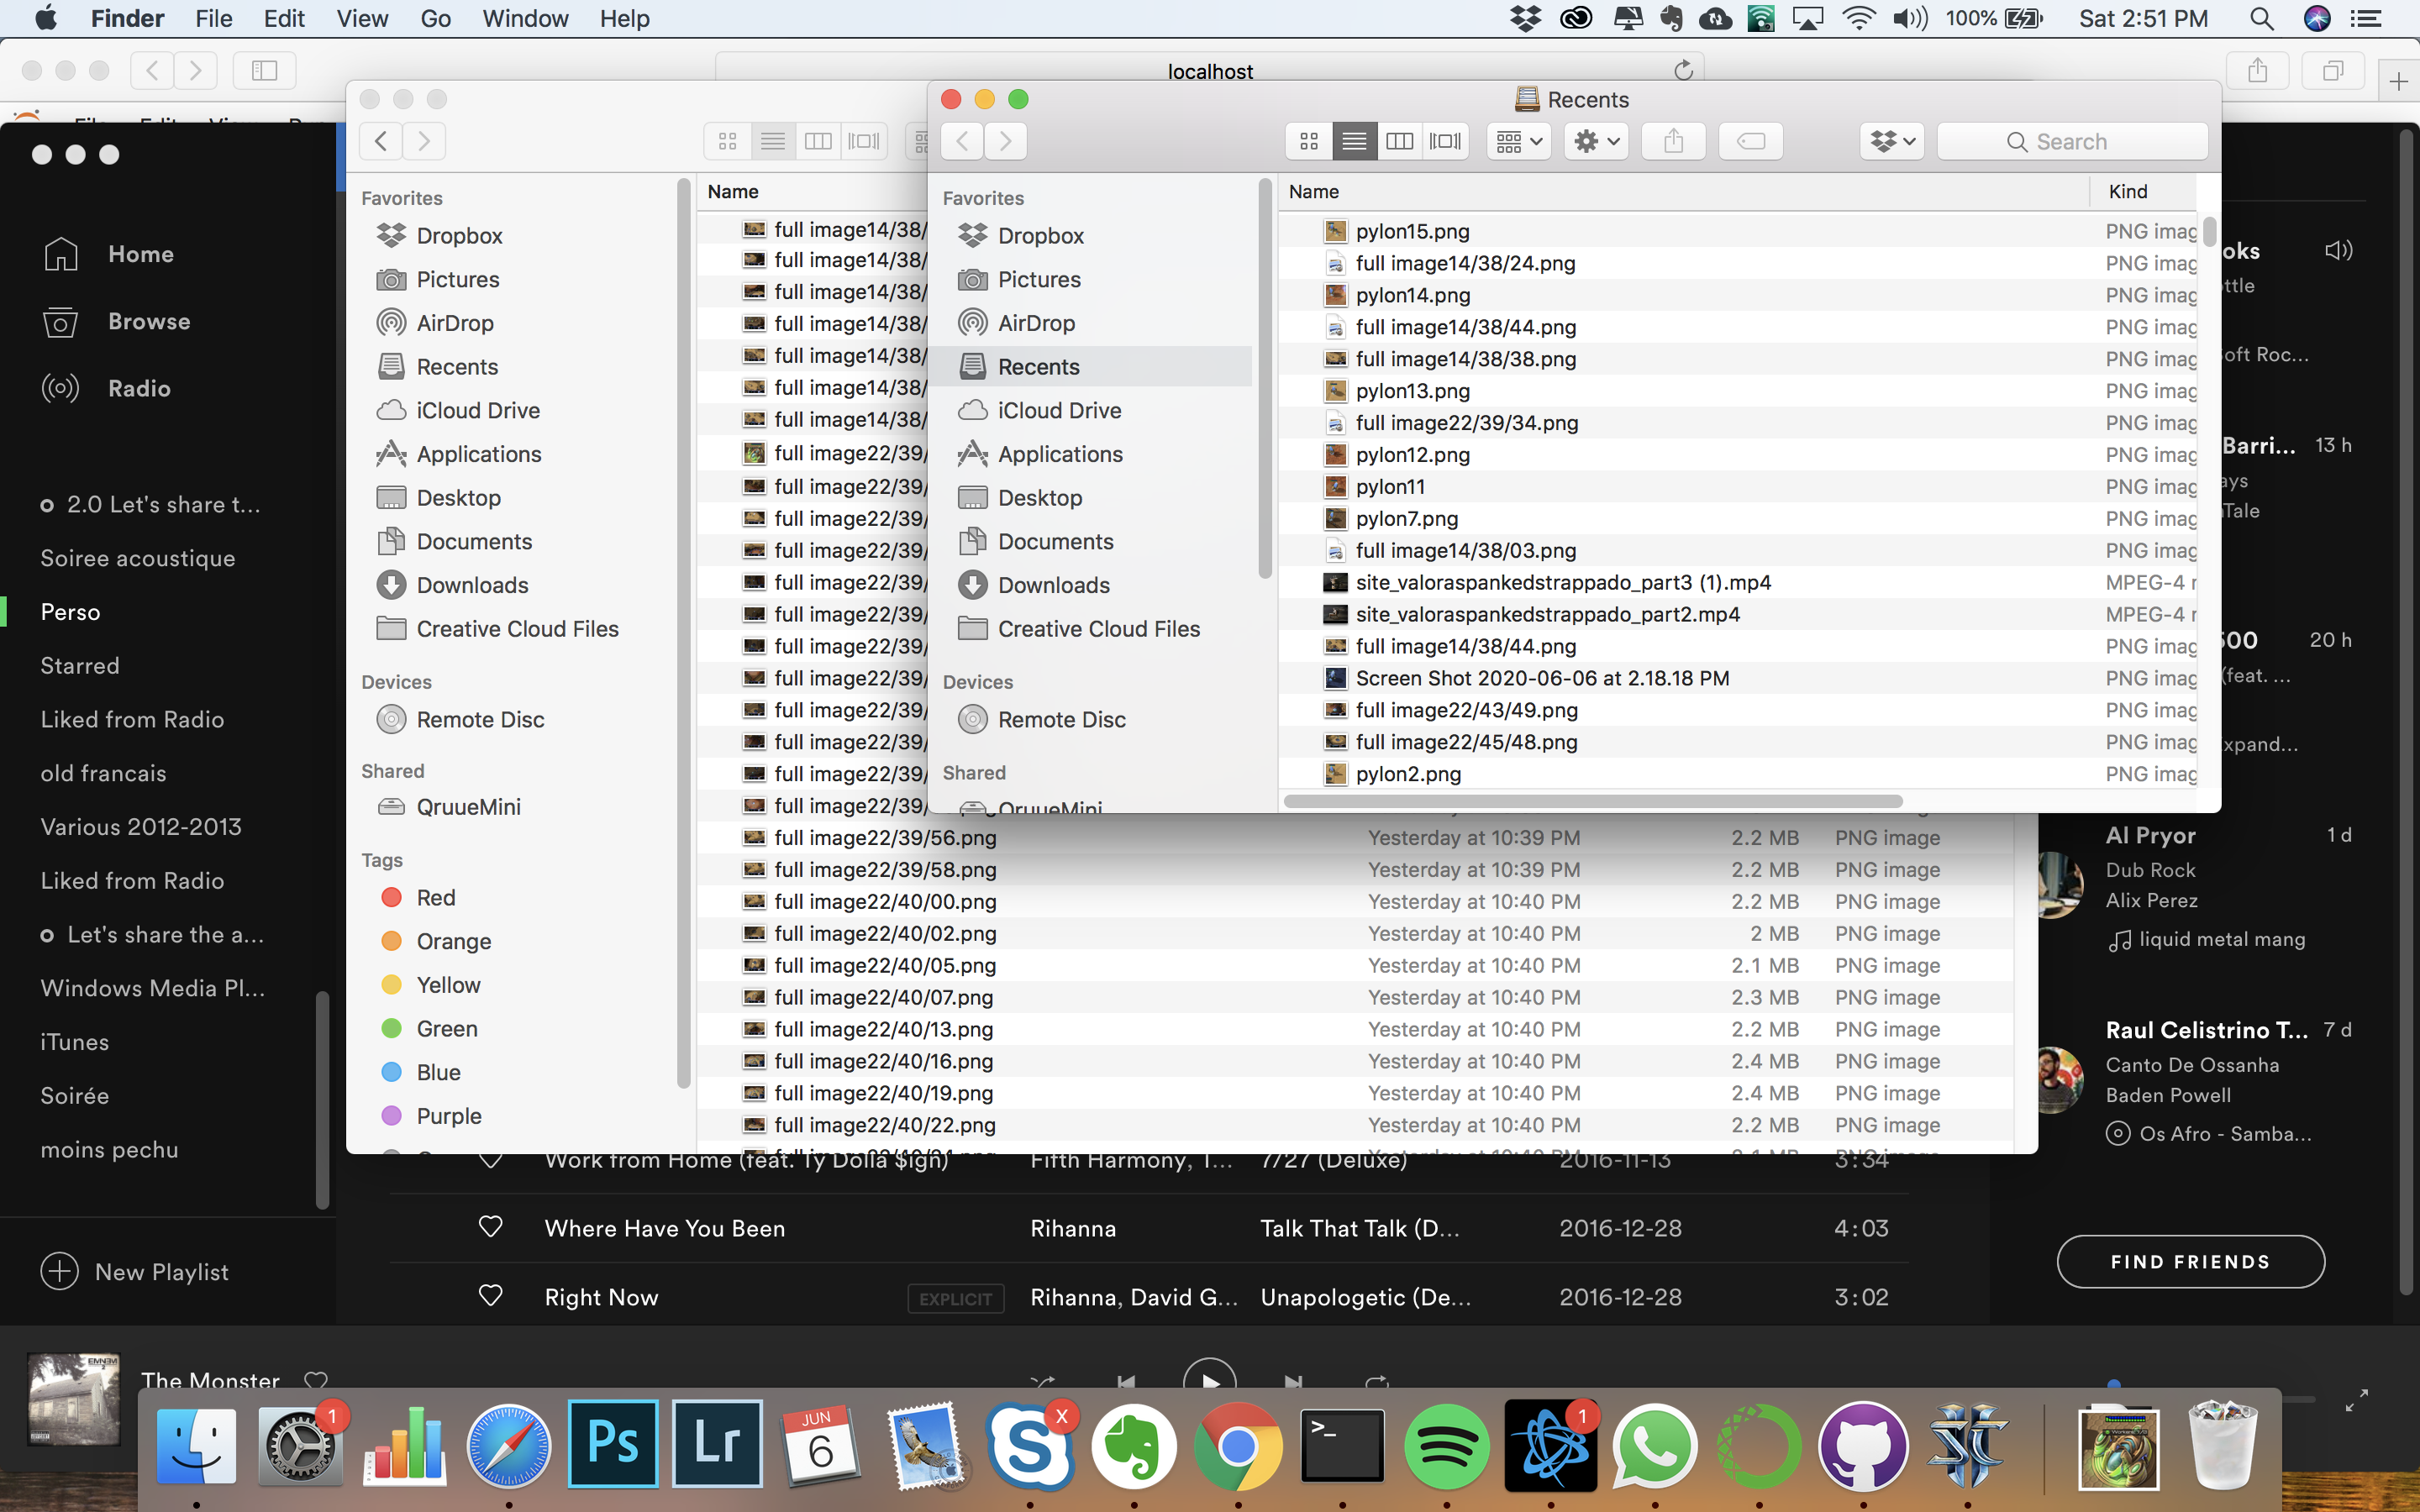 Finder File Edit View Go Window Help 100% Sat 2:51 PM
localhost
Recents
Search
Home
Browse
Radio
2.0 Let's share t...
Soiree acoustique
Perso
Starred
Liked from Radio
old francais
Various 2012-2013
Liked from Radio
Let's share the a...
Windows Media Pl...
iTunes
Soirée
moins pechu
New Playlist
Favorites
Dropbox
Pictures
AirDrop
Recents
iCloud Drive
Applications
Desktop
Documents
Downloads
Creative Cloud Files
Devices
Remote Disc
Shared
QruueMini
Tags
Red
Orange
Yellow
Green
Blue
Purple
Name
full image14/38/
full image14/38/
full image14/38/
full image14/38/
full image14/38/
full image14/38/
full image14/38/
full image22/39/
full image22/39/
full image22/39/
full image22/39/
full image22/39/
full image22/39/
full image22/39/
full image22/39/
full image22/39/
full image22/39/
full image22/39/
full image22/39/
full image22/39/56.png Yesterday at 10:39 PM 2.2 MB PNG image
full image22/39/58.png Yesterday at 10:39 PM 2.2 MB PNG image
full image22/40/00.png Yesterday at 10:40 PM 2.2 MB PNG image
full image22/40/02.png Yesterday at 10:40 PM 2 MB PNG image
full image22/40/05.png Yesterday at 10:40 PM 2.1 MB PNG image
full image22/40/07.png Yesterday at 10:40 PM 2.3 MB PNG image
full image22/40/13.png Yesterday at 10:40 PM 2.2 MB PNG image
full image22/40/16.png Yesterday at 10:40 PM 2.4 MB PNG image
full image22/40/19.png Yesterday at 10:40 PM 2.4 MB PNG image
full image22/40/22.png Yesterday at 10:40 PM 2.2 MB PNG image
Favorites
Dropbox
Pictures
AirDrop
Recents
iCloud Drive
Applications
Desktop
Documents
Downloads
Creative Cloud Files
Devices
Remote Disc
Shared
QruueMini
Name Kind
pylon15.png PNG imag
full image14/38/24.png PNG imag
pylon14.png PNG imag
full image14/38/44.png PNG imag
full image14/38/38.png PNG imag
pylon13.png PNG imag
full image22/39/34.png PNG imag
pylon12.png PNG imag
pylon11 PNG imag
pylon7.png PNG imag
full image14/38/03.png PNG imag
site_valoraspankedstrappado_part3 (1).mp4 MPEG-4 r
site_valoraspankedstrappado_part2.mp4 MPEG-4 r
full image14/38/44.png PNG imag
Screen Shot 2020-06-06 at 2.18.18 PM PNG imag
full image22/43/49.png PNG imag
full image22/45/48.png PNG imag
pylon2.png PNG imag
oks
ttle
oft Roc...
Barri... 13 h
ays
Tale
500 20 h
(feat. ...
xpand...
Al Pryor 1 d
Dub Rock
Alix Perez
liquid metal mang
Raul Celistrino T... 7 d
Canto De Ossanha
Baden Powell
Os Afro - Samba...
FIND FRIENDS
Work from Home (feat. Ty Dolla $ign) Fifth Harmony, T... 7/27 (Deluxe) 2016-11-13 3:34
Where Have You Been Rihanna Talk That Talk (D... 2016-12-28 4:03
Right Now EXPLICIT Rihanna, David G... Unapologetic (De... 2016-12-28 3:02
EMINEM
The Monster
1
Ps
Lr
JUN
6
S
X
>_
1